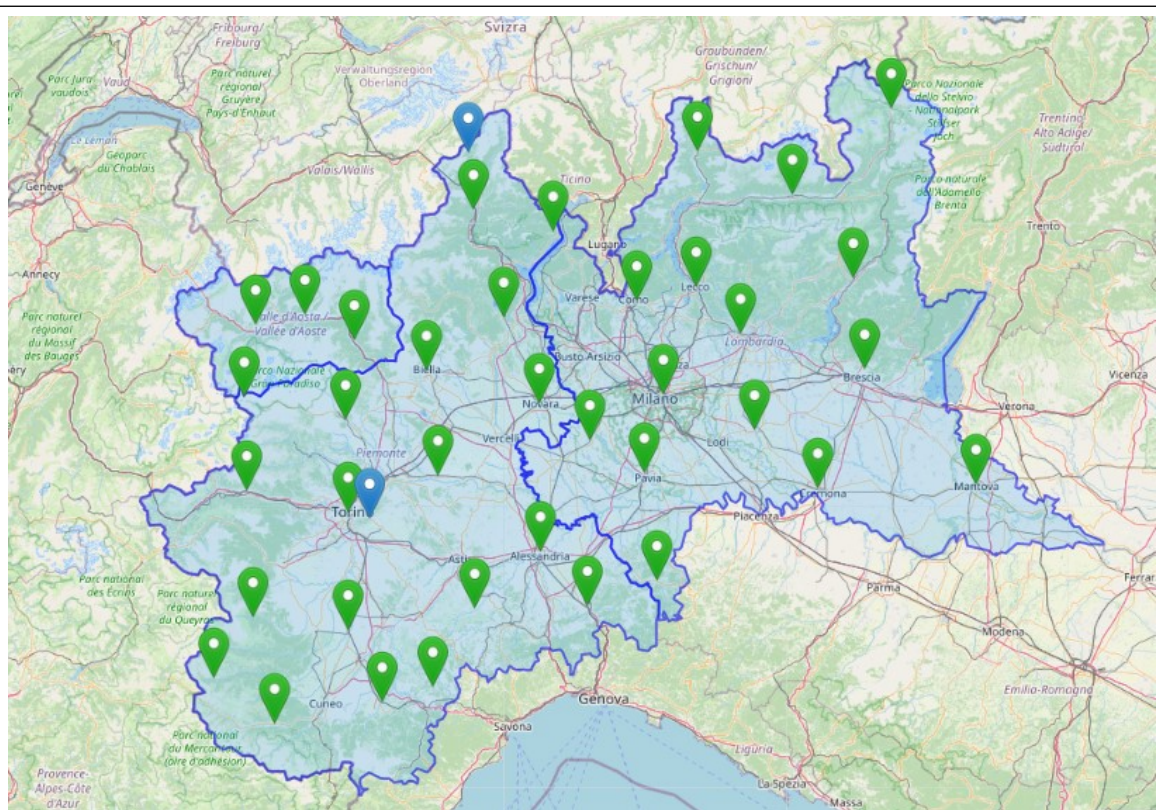 Svizra
Fribourg/
Freiburg
Graubünden/
Grischun/
Grigioni
Parc Jura
vaudois
Vaud
Parc naturel
régional
Gruyère
Pays-d'Enhaut
Verwaltungsregion
Oberland
Parco Nazionale
dello Stelvio
- Nationalpark
Stilfser
Joch
Trentino
Alto Adige/
Südtirol
Le Léman
Géoparc
du Chablais
Valais/Wallis
Ticino
Genève
Parco naturale
dell'Adamello
Brenta
Trento
Lugano
Annecy
Lecco
Varese
Como
Valle d'Aosta /
Vallée d'Aoste
Parc naturel
régional
du Massif
des Bauges
Lombardia
Busto Arsizio
Biella
Parco Nazionale
Gran Paradiso
Brescia
Vicenza
Milano
Verona
Novara
Vercelli
Lodi
Piemonte
Pavia
Cremona
Mantova
Torino
Piacenza
Asti
Alessandria
Parc national
des Ecrins
Parc naturel
régional
du Queyras
Parma
Modena
Cuneo
Genova
Emilia-Romagna
Savona
Parc national
du Mercantour
(aire d'adhésion)
Liguria
Provence-
Alpes-Côte
d'Azur
La Spezia
Massa